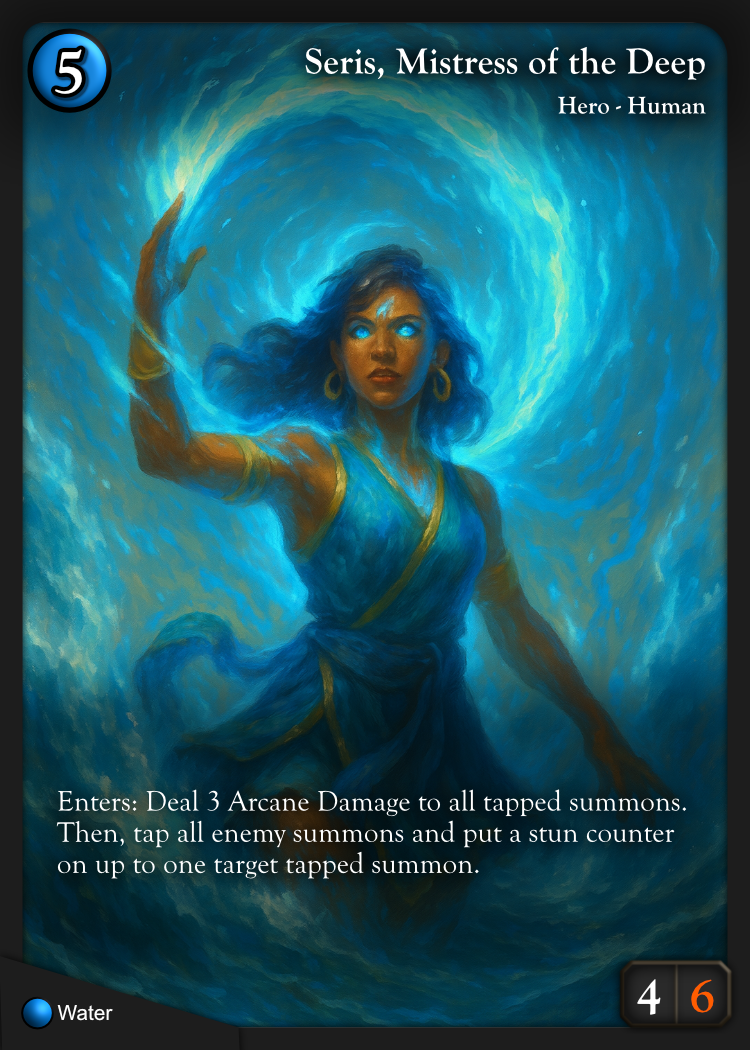 5
Seris, Mistress of the Deep
Hero - Human
Enters: Deal 3 Arcane Damage to all tapped summons.
Then, tap all enemy summons and put a stun counter
on up to one target tapped summon.
Water
4 6